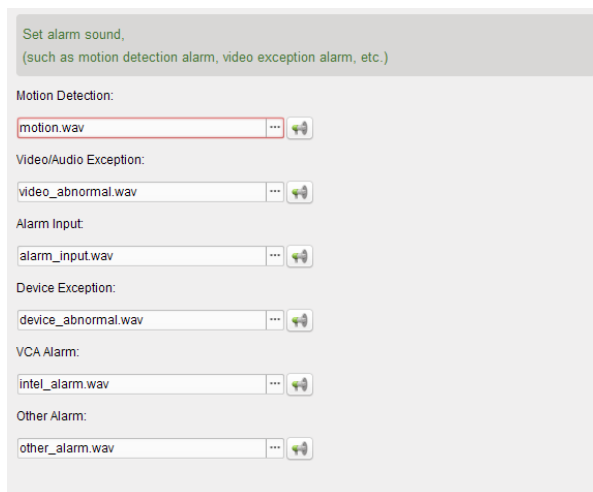 Set alarm sound,
(such as motion detection alarm, video exception alarm, etc.)
Motion Detection:
motion.wav
...
Video/Audio Exception:
video_abnormal.wav
...
Alarm Input:
alarm_input.wav
...
Device Exception:
device_abnormal.wav
...
VCA Alarm:
intel_alarm.wav
...
Other Alarm:
other_alarm.wav
...